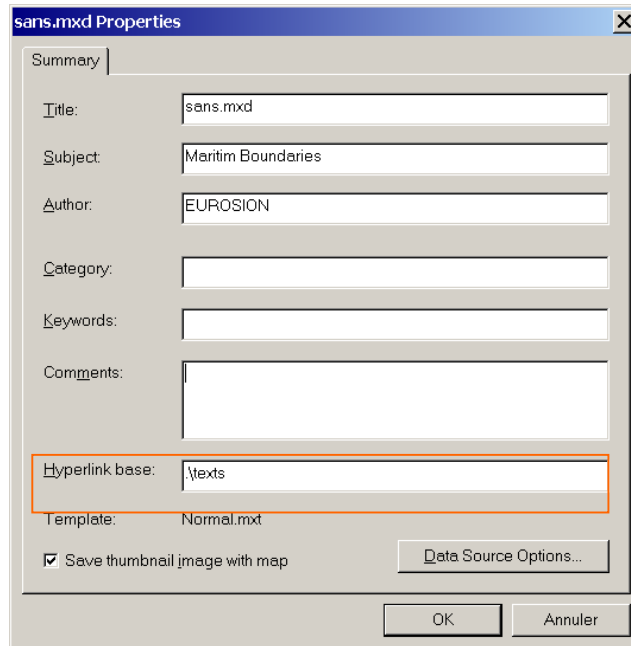 sans.mxd Properties
Summary
Title: sans.mxd
Subject: Maritim Boundaries
Author: EUROSION
Category:
Keywords:
Comments:
Hyperlink base: .\texts
Template: Normal.mxt
Save thumbnail image with map Data Source Options...
OK Annuler